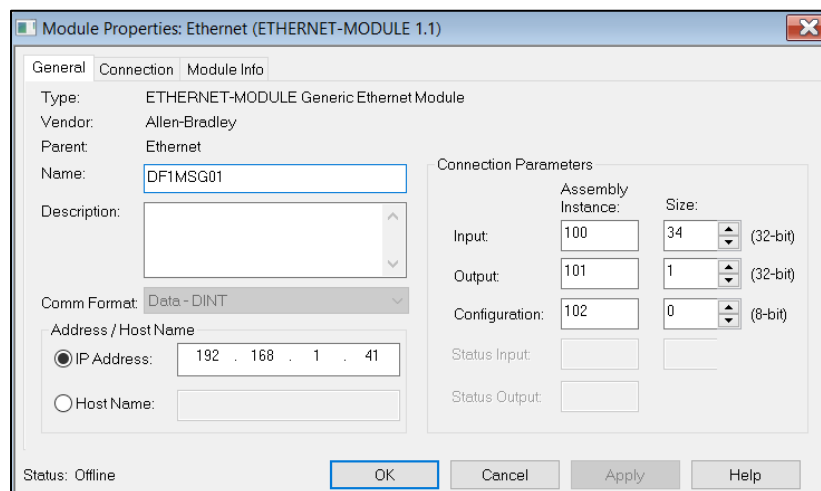 Module Properties: Ethernet (ETHERNET-MODULE 1.1)
General Connection Module Info
Type: ETHERNET-MODULE Generic Ethernet Module
Vendor: Allen-Bradley
Parent: Ethernet
Name: DF1MSG01
Description:
Comm Format: Data - DINT
Address / Host Name
IP Address: 192 . 168 . 1 . 41
Host Name:
Connection Parameters
Assembly
Instance: Size:
Input: 100 34 (32-bit)
Output: 101 1 (32-bit)
Configuration: 102 0 (8-bit)
Status Input:
Status Output:
Status: Offline OK Cancel Apply Help